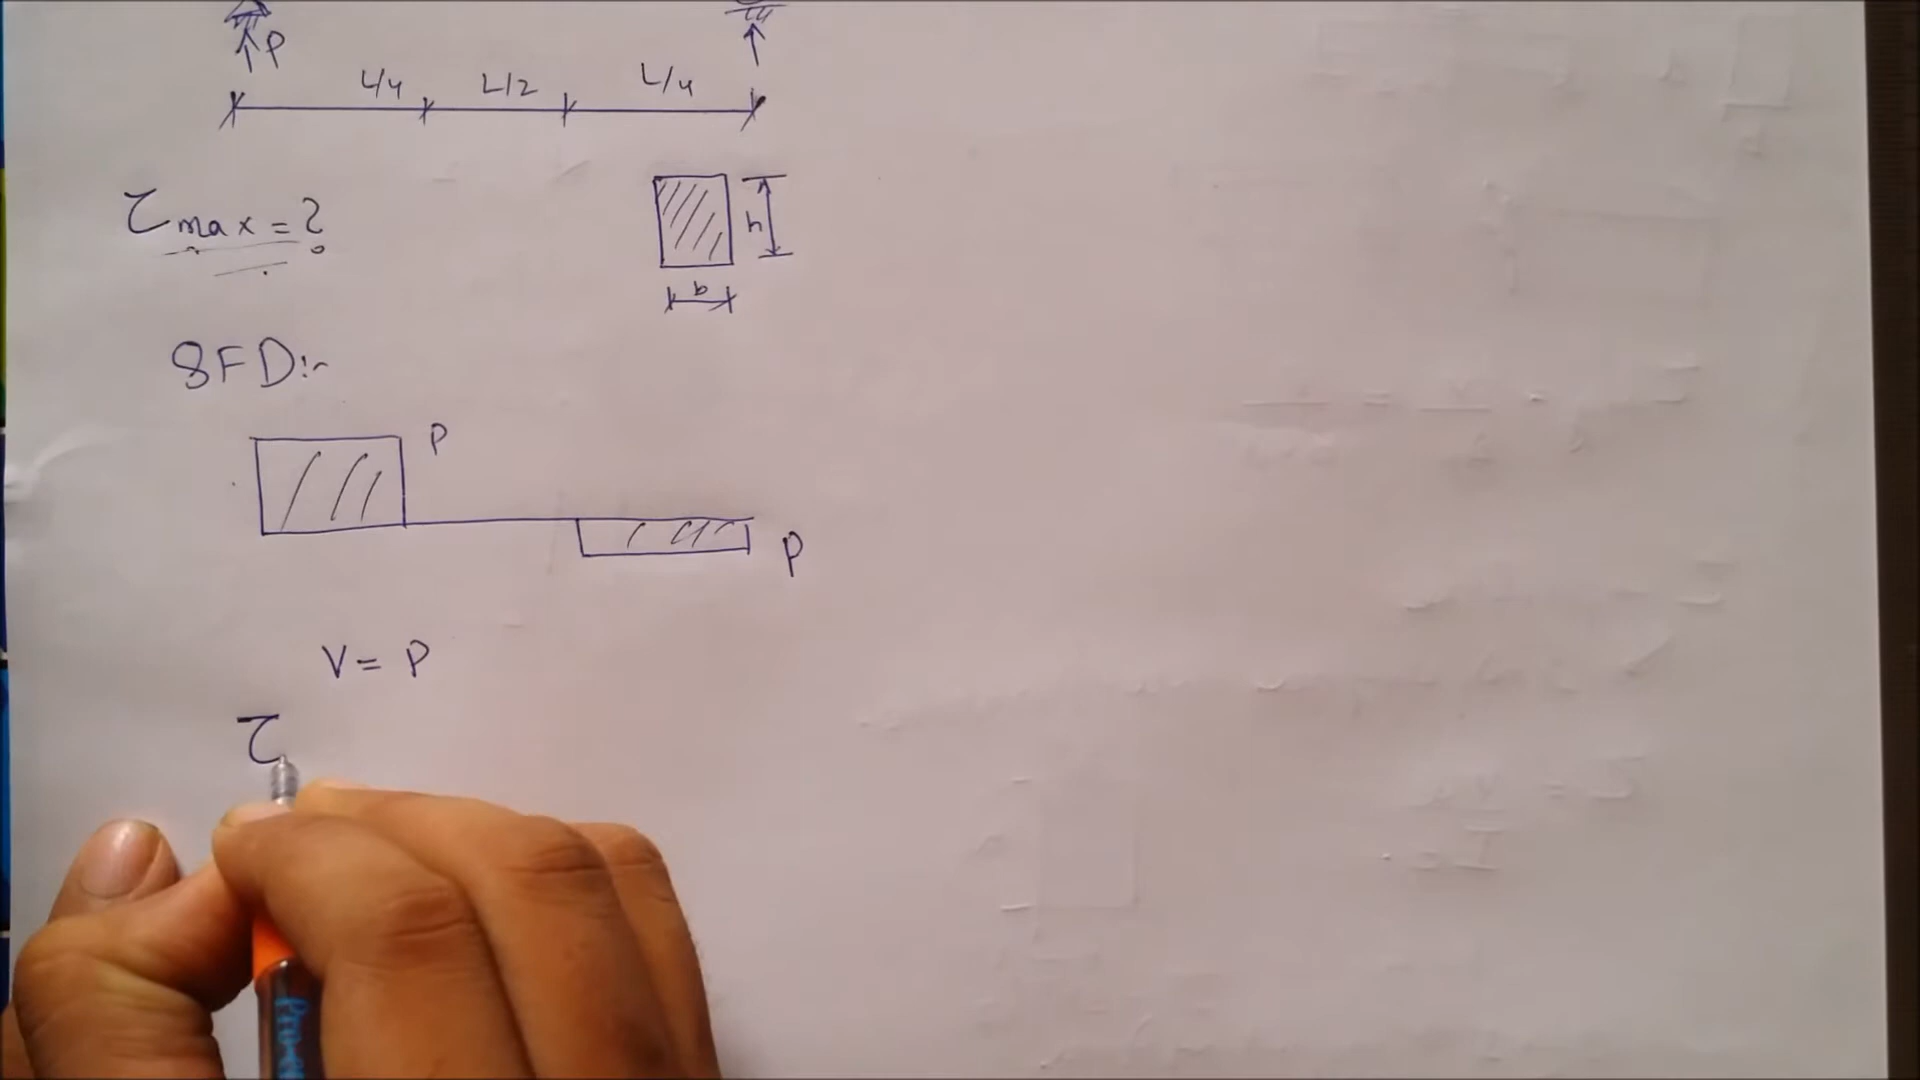 P
L/4 L/2 L/4
τmax = ?
h
b
SFD:-
P
P
V = P
τ